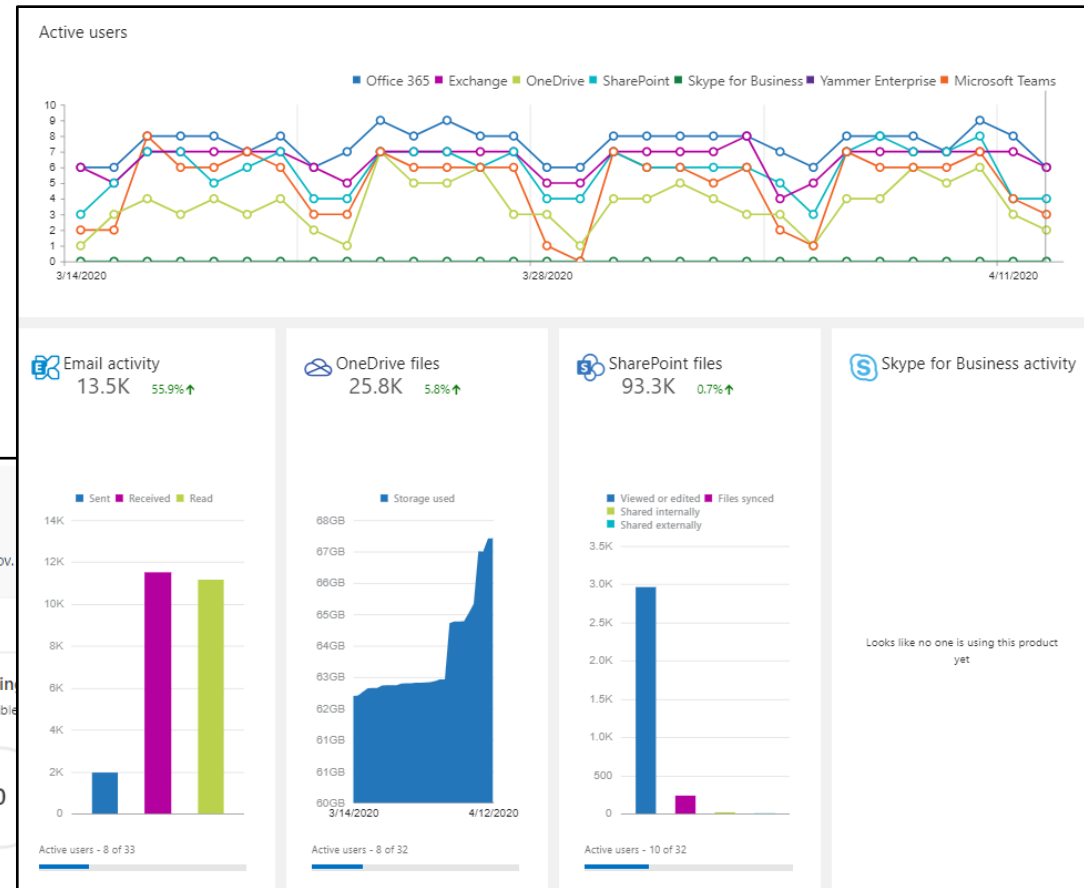 Active users
Office 365 Exchange OneDrive SharePoint Skype for Business Yammer Enterprise Microsoft Teams
10
9
8
7
6
5
4
3
2
1
0
3/14/2020 3/28/2020 4/11/2020
Email activity
13.5K 55.9%
Sent Received Read
14K
12K
10K
8K
6K
4K
2K
0
Active users - 8 of 33
OneDrive files
25.8K 5.8%
Storage used
68GB
67GB
66GB
65GB
64GB
63GB
62GB
61GB
61GB
60GB
3/14/2020 4/12/2020
Active users - 8 of 32
SharePoint files
93.3K 0.7%
Viewed or edited Files synced
Shared internally
Shared externally
3.5K
3.0K
2.5K
2.0K
1.5K
1.0K
500
0
Active users - 10 of 32
Skype for Business activity
Looks like no one is using this product
yet